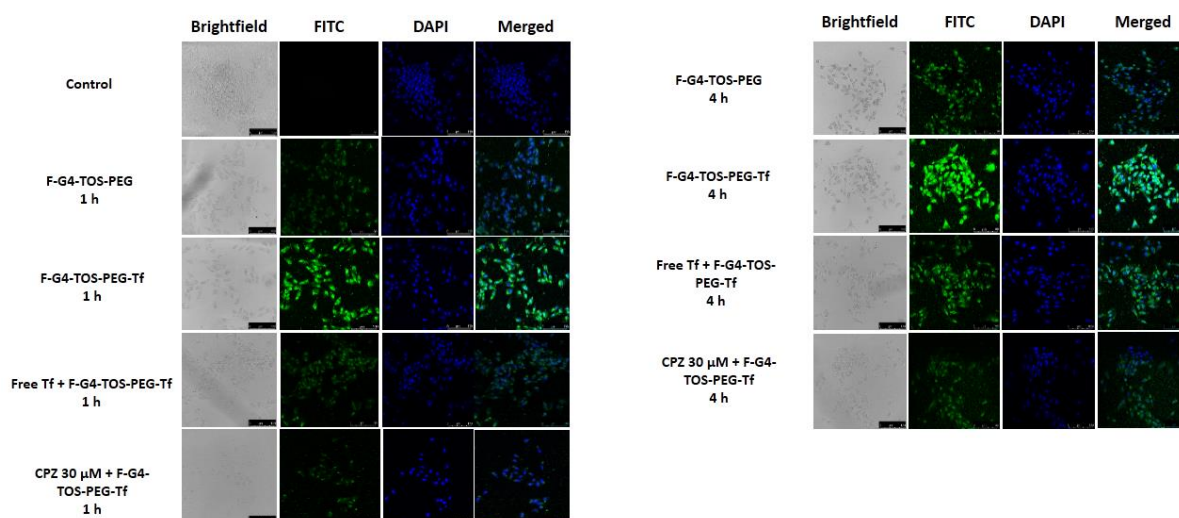 Brightfield FITC DAPI Merged
Control
F-G4-TOS-PEG
1 h
F-G4-TOS-PEG-Tf
1 h
Free Tf + F-G4-TOS-PEG-Tf
1 h
CPZ 30 µM + F-G4-
TOS-PEG-Tf
1 h
Brightfield FITC DAPI Merged
F-G4-TOS-PEG
4 h
F-G4-TOS-PEG-Tf
4 h
Free Tf + F-G4-TOS-
PEG-Tf
4 h
CPZ 30 µM + F-G4-
TOS-PEG-Tf
4 h